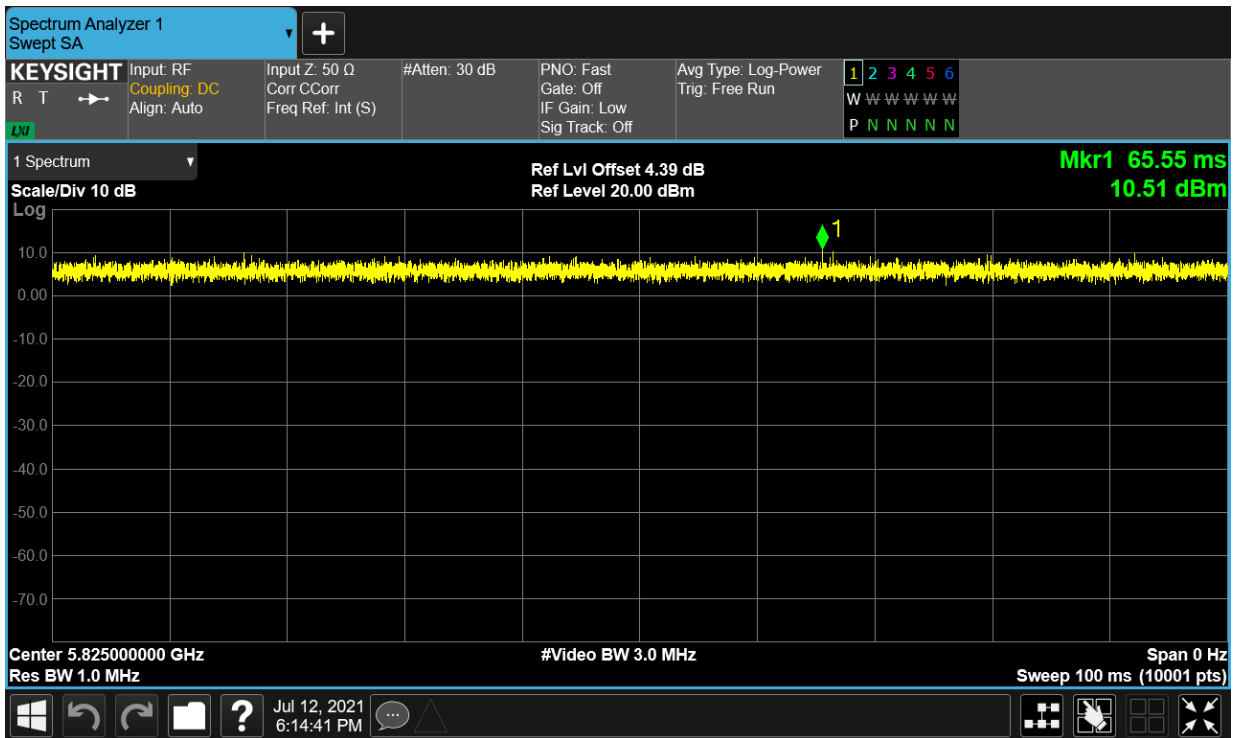 Spectrum Analyzer 1
Swept SA
KEYSIGHT
R T
LXI
Input: RF
Coupling: DC
Align: Auto
Input Z: 50 Ω
Corr CCorr
Freq Ref: Int (S)
#Atten: 30 dB
PNO: Fast
Gate: Off
IF Gain: Low
Sig Track: Off
Avg Type: Log-Power
Trig: Free Run
1 2 3 4 5 6
W W W W W W
P N N N N N
1 Spectrum
Scale/Div 10 dB
Log
Ref Lvl Offset 4.39 dB
Ref Level 20.00 dBm
Mkr1 65.55 ms
10.51 dBm
1
10.0
0.00
-10.0
-20.0
-30.0
-40.0
-50.0
-60.0
-70.0
Center 5.825000000 GHz
Res BW 1.0 MHz
#Video BW 3.0 MHz
Span 0 Hz
Sweep 100 ms (10001 pts)
?
Jul 12, 2021
6:14:41 PM